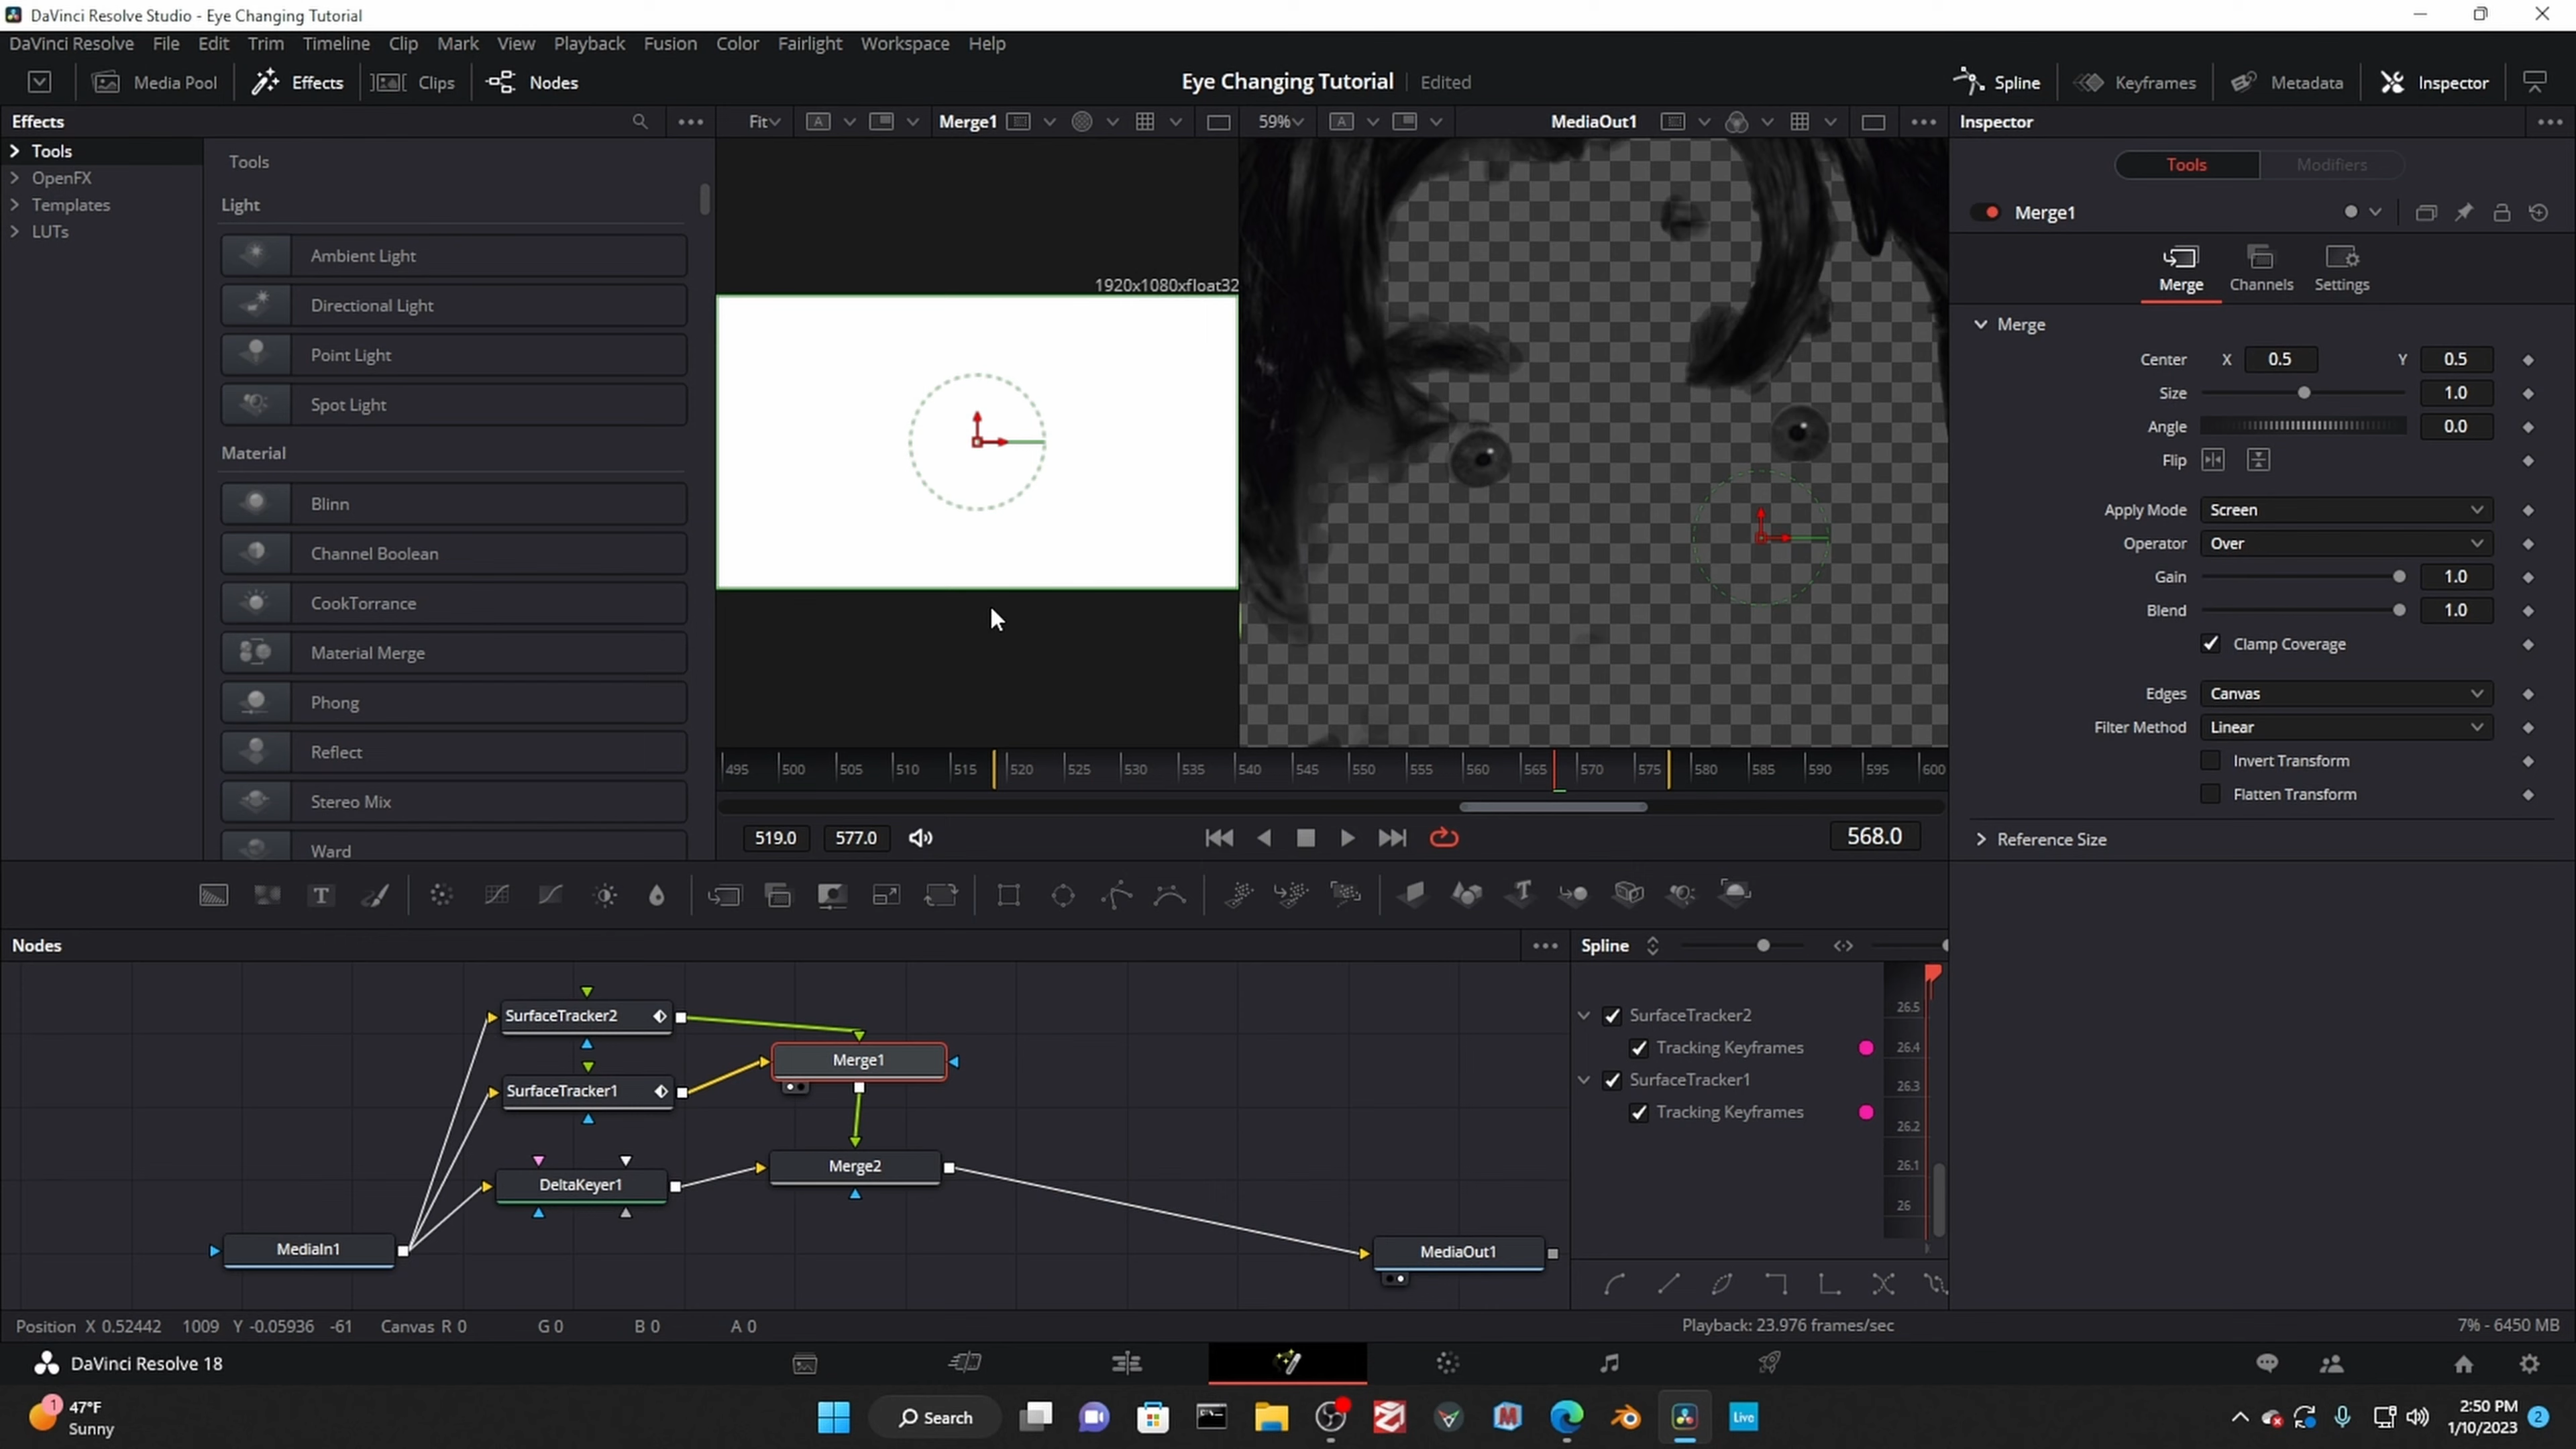 DaVinci Resolve Studio - Eye Changing Tutorial
DaVinci Resolve File Edit Trim Timeline Clip Mark View Playback Fusion Color Fairlight Workspace Help
Media Pool Effects Clips Nodes Eye Changing Tutorial Edited Spline Keyframes Metadata Inspector
Effects Fit A Merge1 59% A MediaOut1 Inspector
Tools
OpenFX
Templates
LUTs
Tools
Light
Ambient Light
Directional Light
Point Light
Spot Light
Material
Blinn
Channel Boolean
CookTorrance
Material Merge
Phong
Reflect
Stereo Mix
Ward
1920x1080xfloat32
Tools Modifiers
Merge1
Merge Channels Settings
Merge
Center X 0.5 Y 0.5
Size 1.0
Angle 0.0
Flip
Apply Mode Screen
Operator Over
Gain 1.0
Blend 1.0
Clamp Coverage
Edges Canvas
Filter Method Linear
Invert Transform
Flatten Transform
Reference Size
495 500 505 510 515 520 525 530 535 540 545 550 555 560 565 570 575 580 585 590 595 600
519.0 577.0 568.0
T T
Nodes Spline
SurfaceTracker2
SurfaceTracker1
DeltaKeyer1
MediaIn1
Merge1
Merge2
MediaOut1
SurfaceTracker2
Tracking Keyframes
SurfaceTracker1
Tracking Keyframes
26.5
26.4
26.3
26.2
26.1
26
Position X 0.52442 1009 Y -0.05936 -61 Canvas R 0 G 0 B 0 A 0 Playback: 23.976 frames/sec 7% - 6450 MB
DaVinci Resolve 18
1 47°F
Sunny
Search
Live
2:50 PM
1/10/2023
2